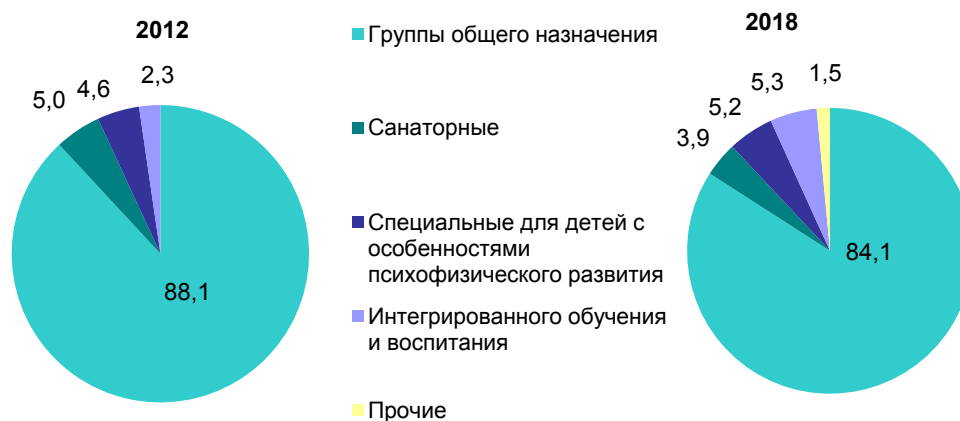 2012
2,3
4,6
5,0
88,1
Группы общего назначения
Санаторные
Специальные для детей с
особенностями
психофизического развития
Интегрированного обучения
и воспитания
Прочие
2018
1,5
5,3
5,2
3,9
84,1